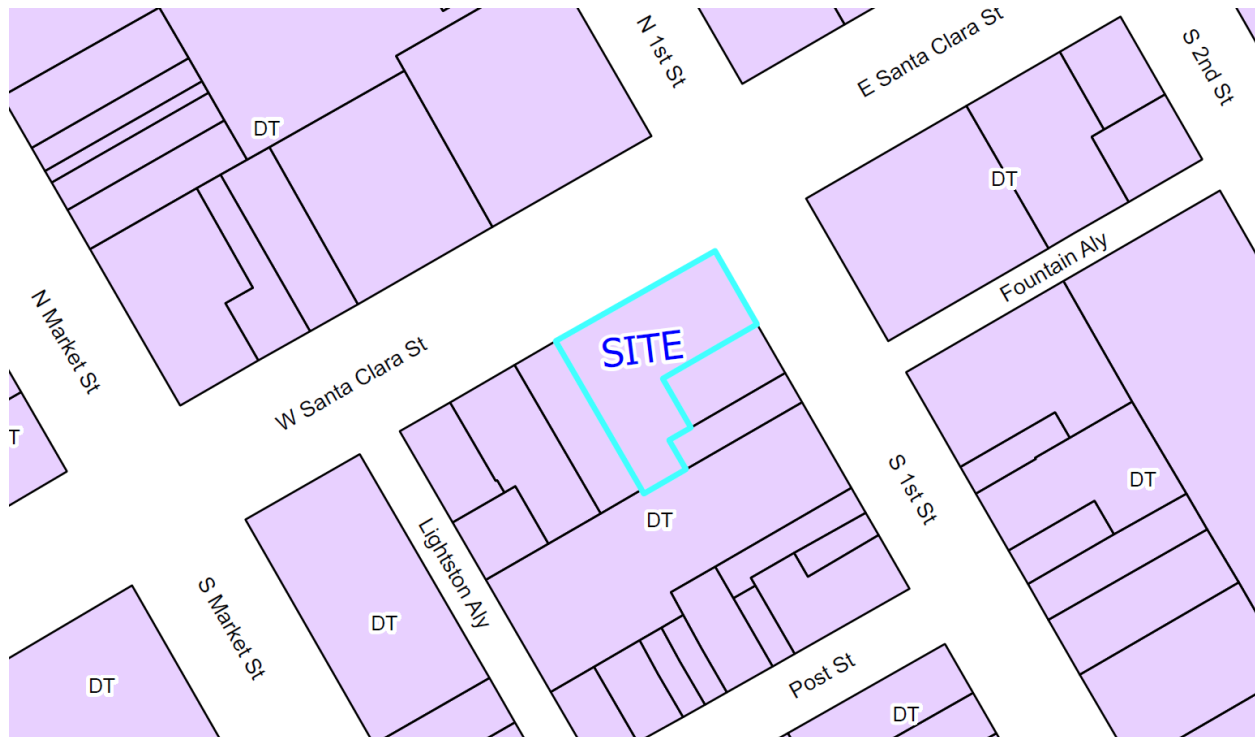 N 1st St
E Santa Clara St
S 2nd St
DT
DT
Fountain Aly
N Market St
SITE
W Santa Clara St
T
S 1st St
DT
DT
Lightston Aly
S Market St
DT
DT
Post St
DT